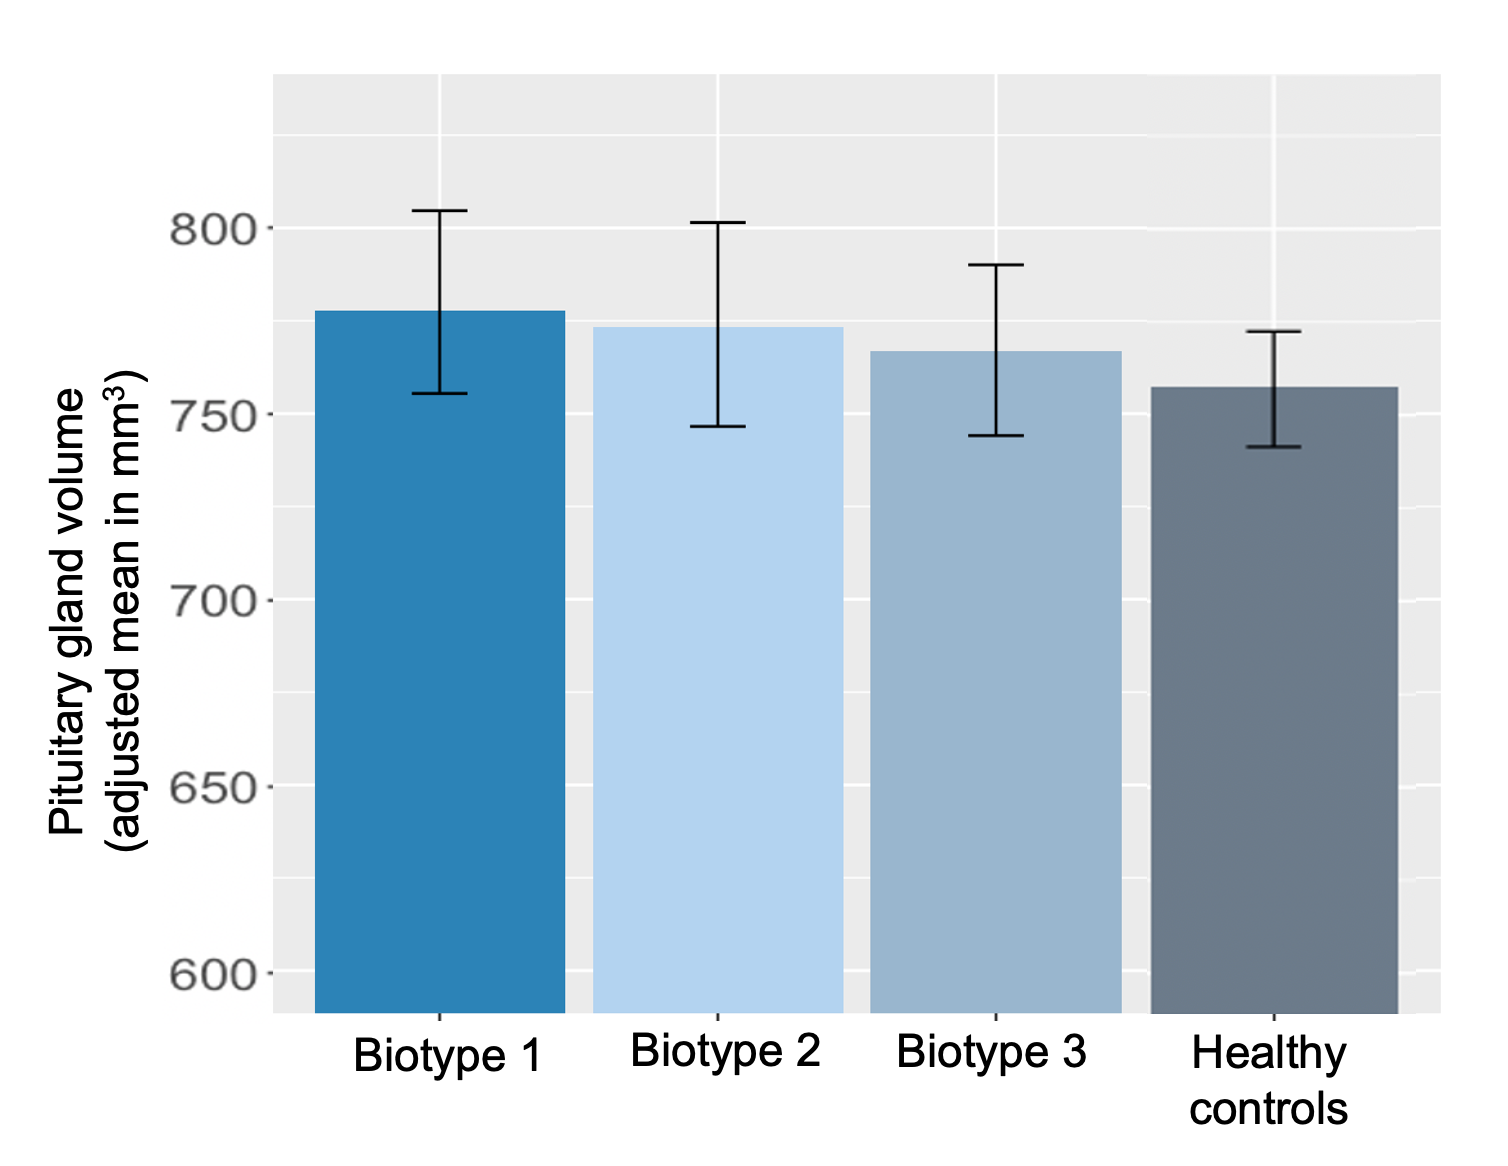 Pituitary gland volume
(adjusted mean in mm³)
800
750
700
650
600
Biotype 1
Biotype 2
Biotype 3
Healthy
controls